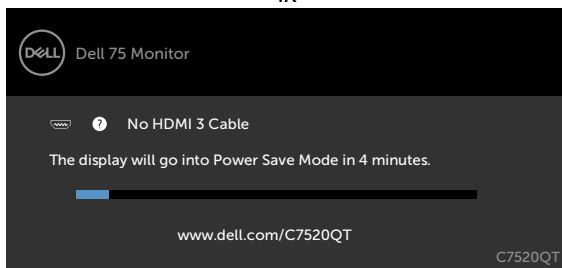 DELL
Dell 75 Monitor
? No HDMI 3 Cable
The display will go into Power Save Mode in 4 minutes.
www.dell.com/C7520QT
C7520QT